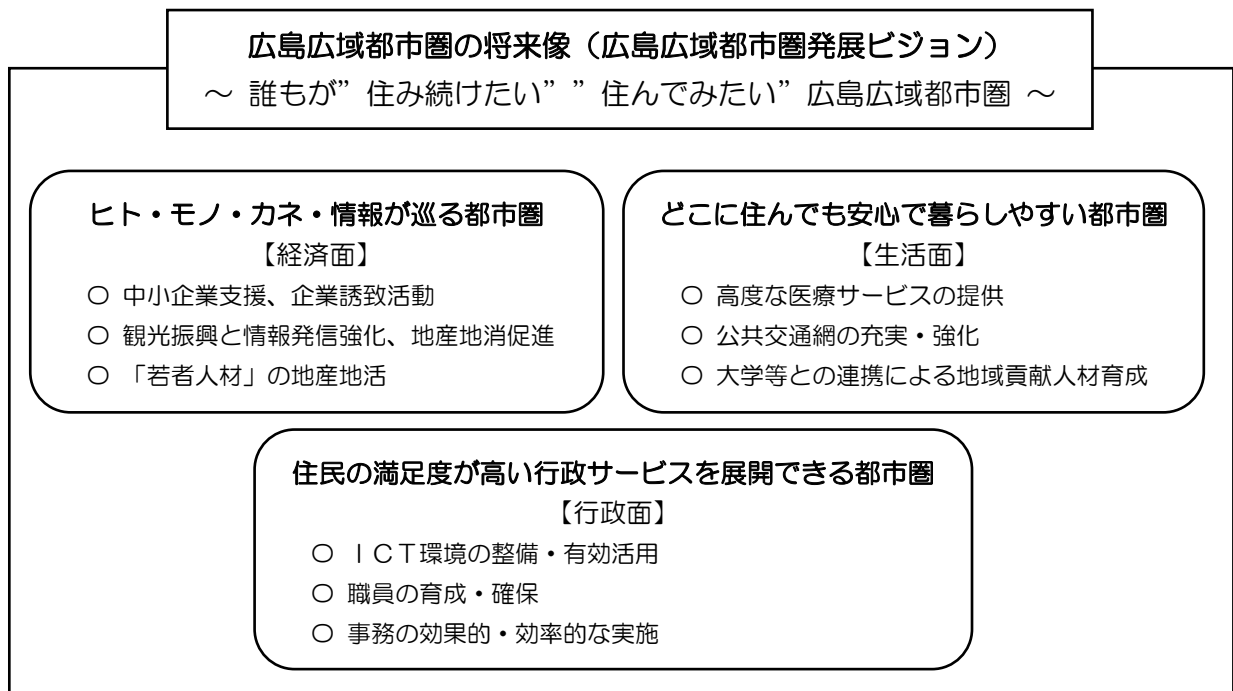 広島広域都市圏の将来像(広島広域都市圏発展ビジョン)
～ 誰もが”住み続けたい””住んでみたい”広島広域都市圏 ～
ヒト・モノ・カネ・情報が巡る都市圏
【経済面】
○ 中小企業支援、企業誘致活動
○ 観光振興と情報発信強化、地産地消促進
○ 「若者人材」の地産地活
どこに住んでも安心で暮らしやすい都市圏
【生活面】
○ 高度な医療サービスの提供
○ 公共交通網の充実・強化
○ 大学等との連携による地域貢献人材育成
住民の満足度が高い行政サービスを展開できる都市圏
【行政面】
○ ICT環境の整備・有効活用
○ 職員の育成・確保
○ 事務の効果的・効率的な実施